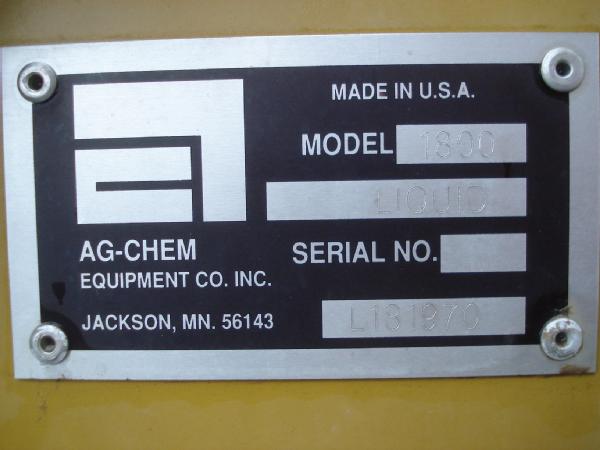 MADE IN U.S.A.
MODEL 1800
LIQUID
AG-CHEM
EQUIPMENT CO. INC.
JACKSON, MN. 56143
SERIAL NO.
L131970